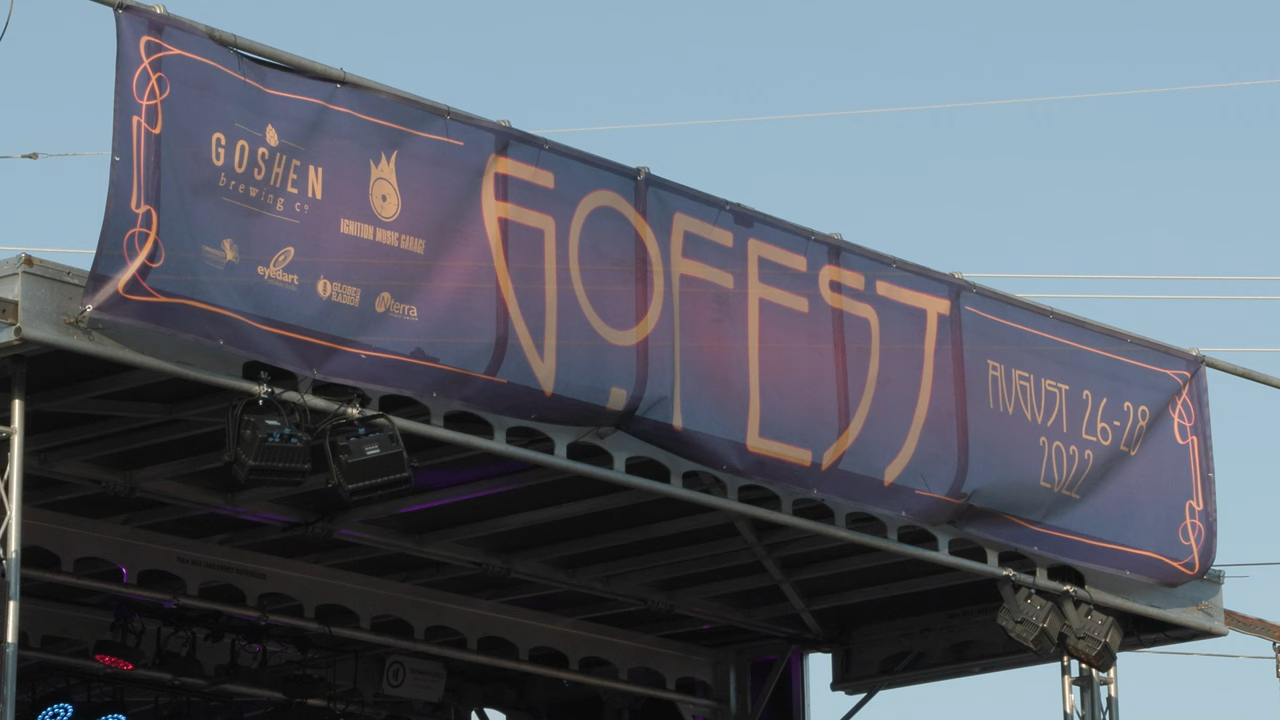 GOSHEN
brewing co
IGNITION MUSIC GARAGE
eyedart
GLOBE
RADIO
INterra
GOFEST
AUGUST 26-28
2022